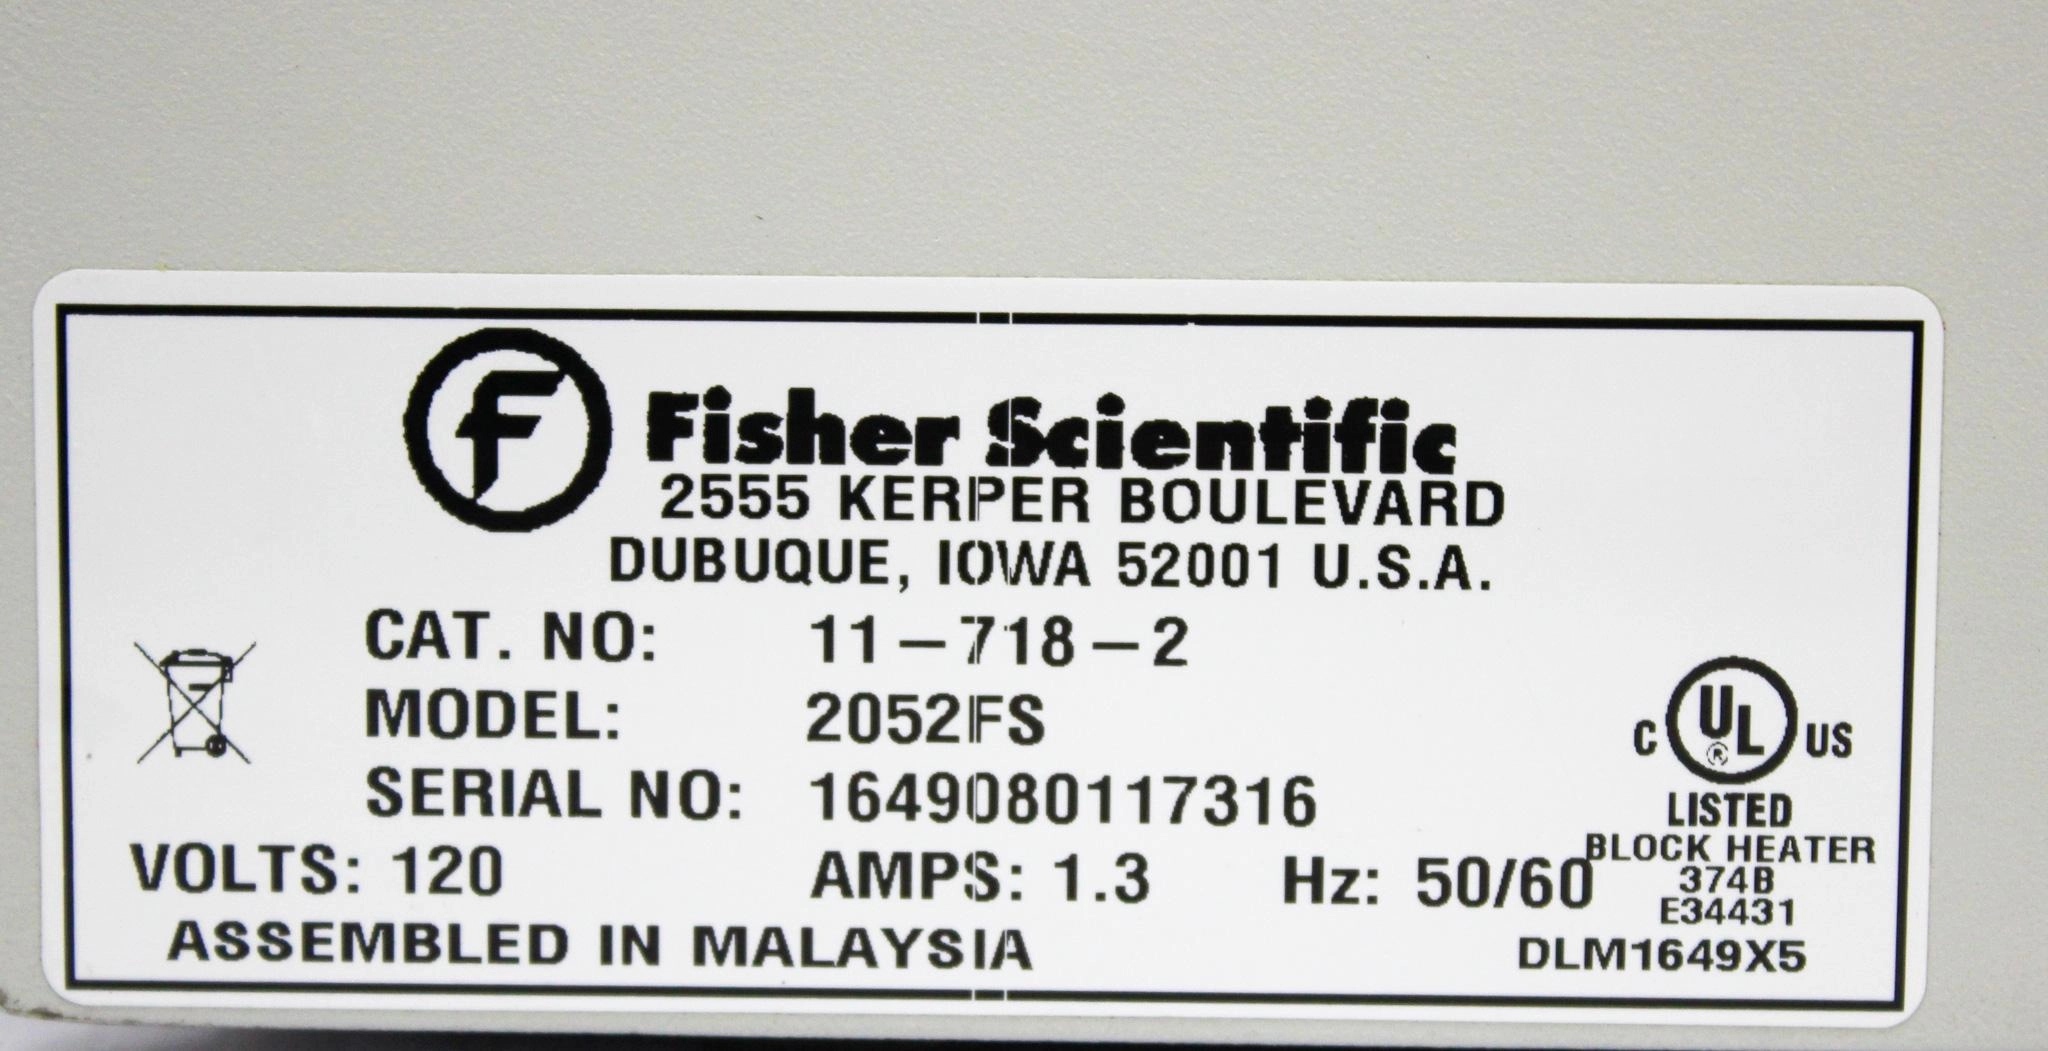 Fisher Scientific
2555 KERPER BOULEVARD
DUBUQUE, IOWA 52001 U.S.A.
CAT. NO: 11-718-2
MODEL: 2052FS
SERIAL NO: 1649080117316
VOLTS: 120 AMPS: 1.3 Hz: 50/60
ASSEMBLED IN MALAYSIA
C UL® US
LISTED
BLOCK HEATER
374B
E34431
DLM1649X5